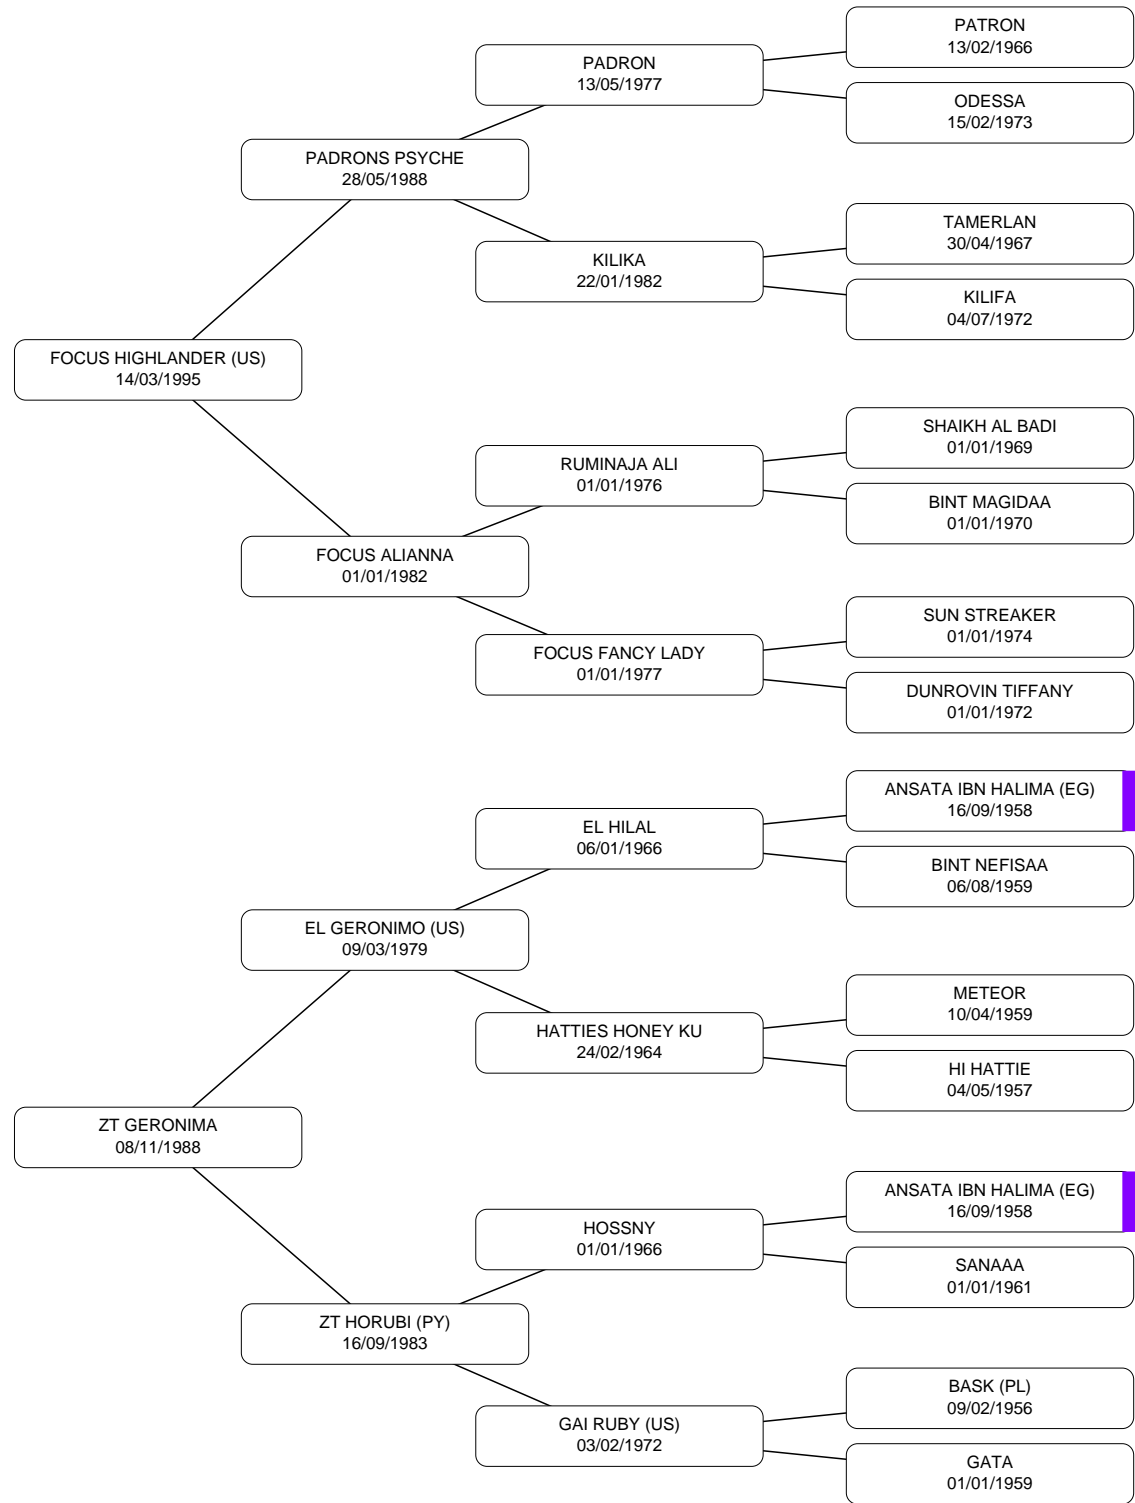 PATRON
13/02/1966
PADRON
13/05/1977
ODESSA
15/02/1973
PADRONS PSYCHE
28/05/1988
TAMERLAN
30/04/1967
KILIKA
22/01/1982
KILIFA
04/07/1972
FOCUS HIGHLANDER (US)
14/03/1995
SHAIKH AL BADI
01/01/1969
RUMINAJA ALI
01/01/1976
BINT MAGIDAA
01/01/1970
FOCUS ALIANNA
01/01/1982
SUN STREAKER
01/01/1974
FOCUS FANCY LADY
01/01/1977
DUNROVIN TIFFANY
01/01/1972
ANSATA IBN HALIMA (EG)
16/09/1958
EL HILAL
06/01/1966
BINT NEFISAA
06/08/1959
EL GERONIMO (US)
09/03/1979
METEOR
10/04/1959
HATTIES HONEY KU
24/02/1964
HI HATTIE
04/05/1957
ZT GERONIMA
08/11/1988
ANSATA IBN HALIMA (EG)
16/09/1958
HOSSNY
01/01/1966
SANAAA
01/01/1961
ZT HORUBI (PY)
16/09/1983
BASK (PL)
09/02/1956
GAI RUBY (US)
03/02/1972
GATA
01/01/1959